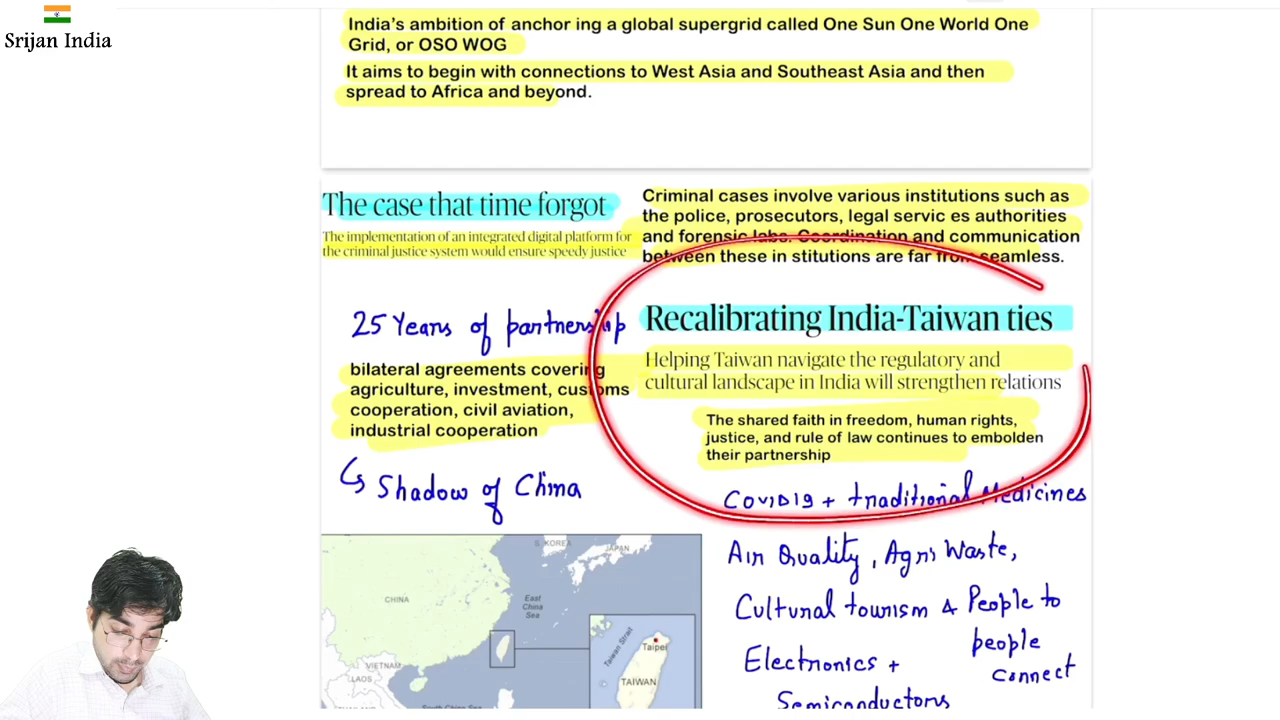 Srijan India
India's ambition of anchor ing a global supergrid called One Sun One World One
Grid, or OSO WOG
It aims to begin with connections to West Asia and Southeast Asia and then
spread to Africa and beyond.
The case that time forgot
The implementation of an integrated digital platform for
the criminal justice system would ensure speedy justice
Criminal cases involve various institutions such as
the police, prosecutors, legal servic es authorities
and forensic labs. Coordination and communication
between these in stitutions are far from seamless.
25 Years of partnership
bilateral agreements covering
agriculture, investment, customs
cooperation, civil aviation,
industrial cooperation
Shadow of China
Recalibrating India-Taiwan ties
Helping Taiwan navigate the regulatory and
cultural landscape in India will strengthen relations
The shared faith in freedom, human rights,
justice, and rule of law continues to embolden
their partnership
Covid19 + traditional Medicines
Air Quality, Agri Waste,
Cultural tourism & People to
people
connect
Electronics +
Semiconductors
S. KOREA
JAPAN
CHINA
East
China
Sea
Taiwan Strait
Taipei
TAIWAN
VIETNAM
LAOS
South China Sea